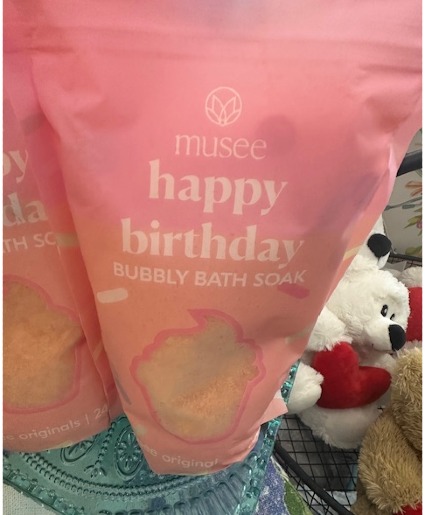 musee
happy
birthday
BUBBLY BATH SOAK
originals